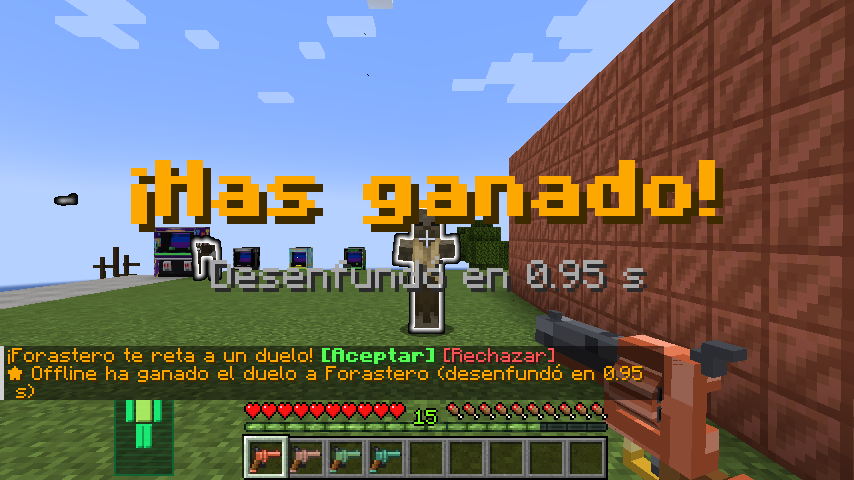 ¡Has ganado!
Desenfundó en 0.95 s
¡Forastero te reta a un duelo! [Aceptar] [Rechazar]
★ Offline ha ganado el duelo a Forastero (desenfundó en 0.95
s)
15